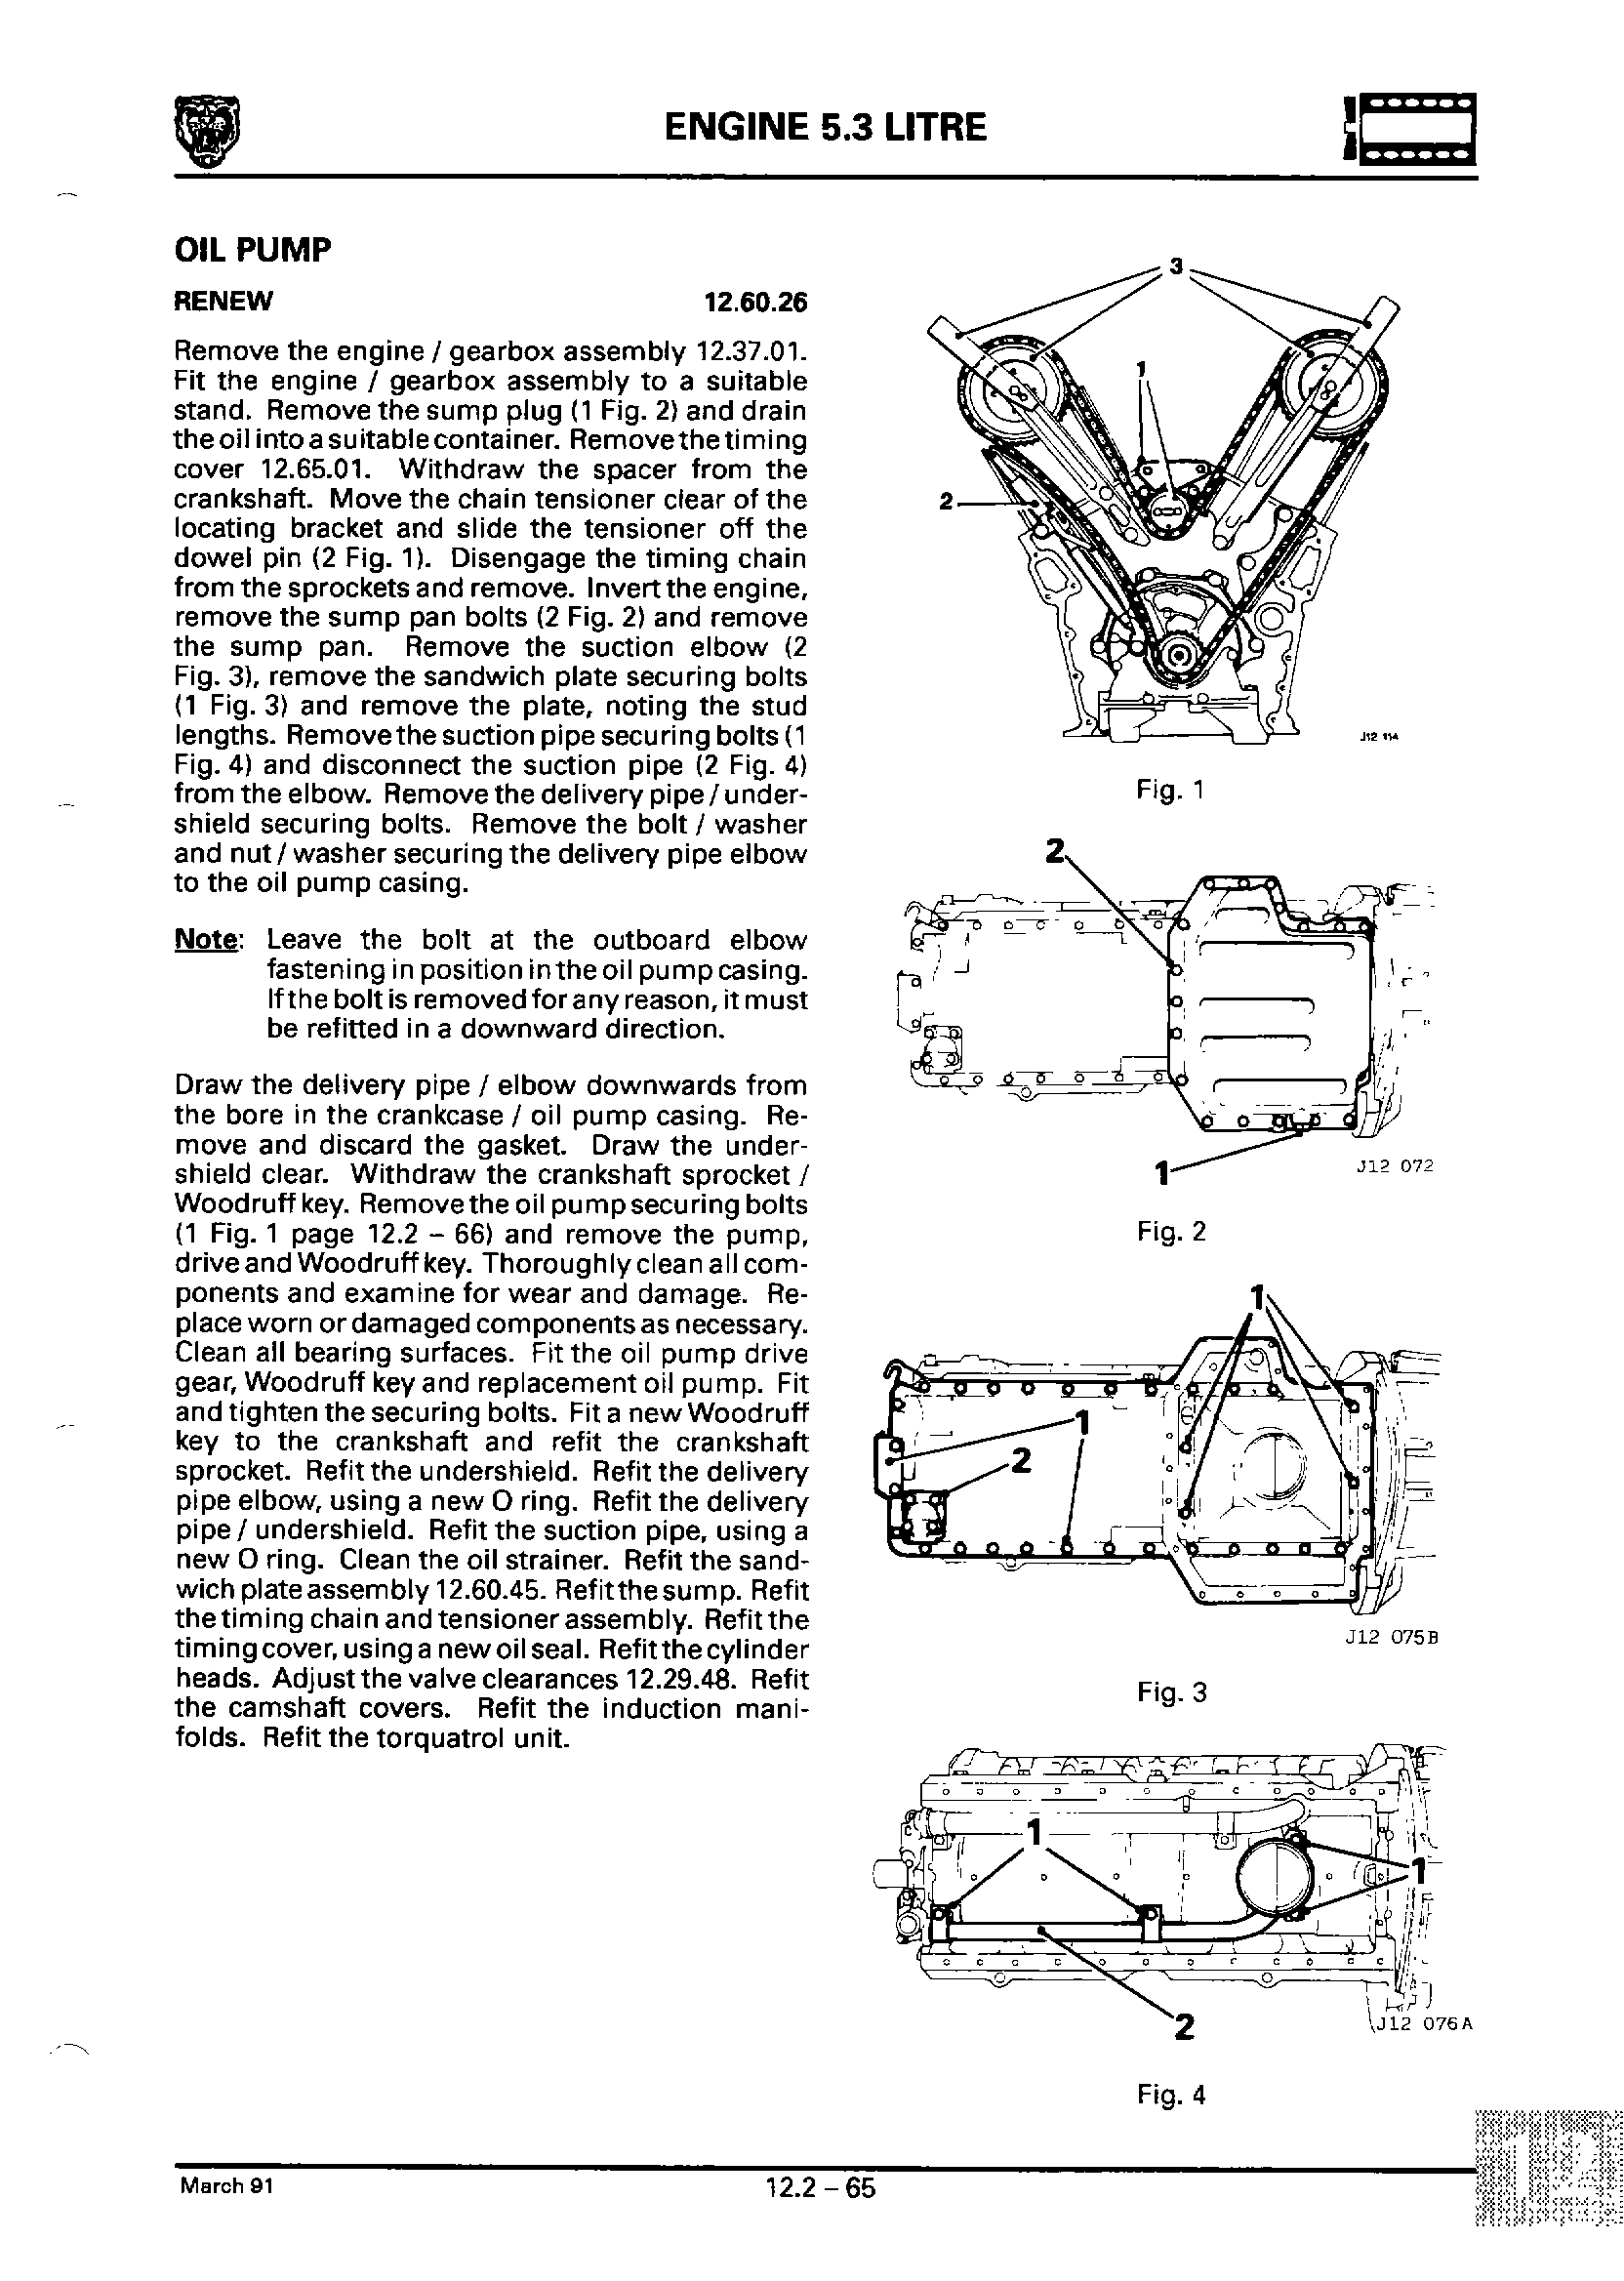 ENGINE 5.3 LITRE
OIL PUMP
RENEW 12.60.26
Remove the engine / gearbox assembly 12.37.01.
Fit the engine / gearbox assembly to a suitable
stand. Remove the sump plug (1 Fig. 2) and drain
the oil into a suitable container. Remove the timing
cover 12.65.01. Withdraw the spacer from the
crankshaft. Move the chain tensioner clear of the
locating bracket and slide the tensioner off the
dowel pin (2 Fig. 1). Disengage the timing chain
from the sprockets and remove. Invert the engine,
remove the sump pan bolts (2 Fig. 2) and remove
the sump pan. Remove the suction elbow (2
Fig. 3), remove the sandwich plate securing bolts
(1 Fig. 3) and remove the plate, noting the stud
lengths. Remove the suction pipe securing bolts (1
Fig. 4) and disconnect the suction pipe (2 Fig. 4)
from the elbow. Remove the delivery pipe / under-
shield securing bolts. Remove the bolt / washer
and nut / washer securing the delivery pipe elbow
to the oil pump casing.
Note: Leave the bolt at the outboard elbow
fastening in position in the oil pump casing.
If the bolt is removed for any reason, it must
be refitted in a downward direction.
Draw the delivery pipe / elbow downwards from
the bore in the crankcase / oil pump casing. Re-
move and discard the gasket. Draw the under-
shield clear. Withdraw the crankshaft sprocket /
Woodruff key. Remove the oil pump securing bolts
(1 Fig. 1 page 12.2 – 66) and remove the pump,
drive and Woodruff key. Thoroughly clean all com-
ponents and examine for wear and damage. Re-
place worn or damaged components as necessary.
Clean all bearing surfaces. Fit the oil pump drive
gear, Woodruff key and replacement oil pump. Fit
and tighten the securing bolts. Fit a new Woodruff
key to the crankshaft and refit the crankshaft
sprocket. Refit the undershield. Refit the delivery
pipe elbow, using a new O ring. Refit the delivery
pipe / undershield. Refit the suction pipe, using a
new O ring. Clean the oil strainer. Refit the sand-
wich plate assembly 12.60.45. Refit the sump. Refit
the timing chain and tensioner assembly. Refit the
timing cover, using a new oil seal. Refit the cylinder
heads. Adjust the valve clearances 12.29.48. Refit
the camshaft covers. Refit the induction mani-
folds. Refit the torquatrol unit.
3
1
2
J12 114
Fig. 1
2
1
J12 072
Fig. 2
1
1
2
J12 075B
Fig. 3
1
1
2
J12 076A
Fig. 4
12
March 91
12.2 – 65